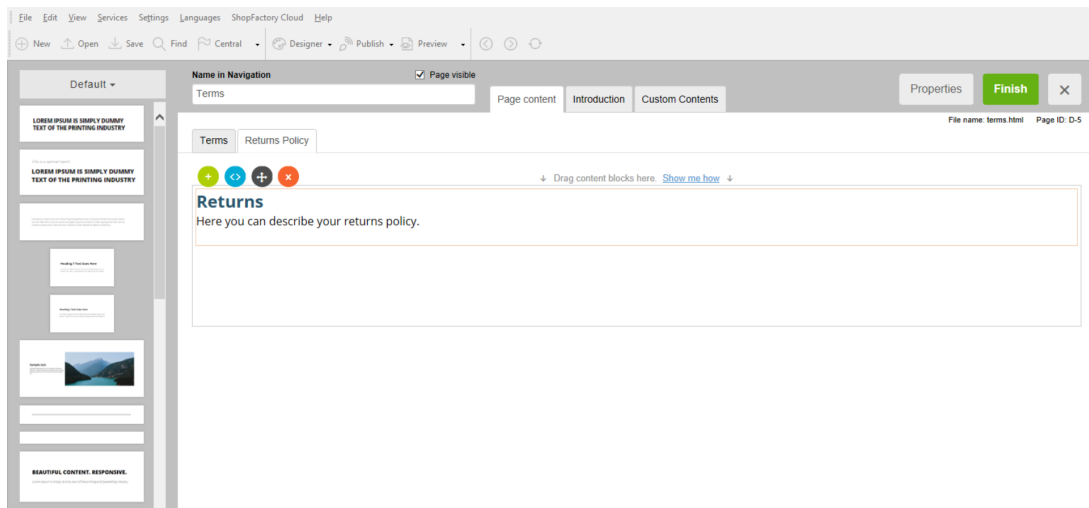 File Edit View Services Settings Languages ShopFactory Cloud Help
New Open Save Find Central Designer Publish Preview
Default
Name in Navigation Page visible
Terms
Page content Introduction Custom Contents
Properties Finish
File name: terms.html Page ID: D-5
Terms Returns Policy
Drag content blocks here. Show me how
Returns
Here you can describe your returns policy.
LOREM IPSUM IS SIMPLY DUMMY
TEXT OF THE PRINTING INDUSTRY
LOREM IPSUM IS SIMPLY DUMMY
TEXT OF THE PRINTING INDUSTRY
BEAUTIFUL CONTENT. RESPONSIVE.